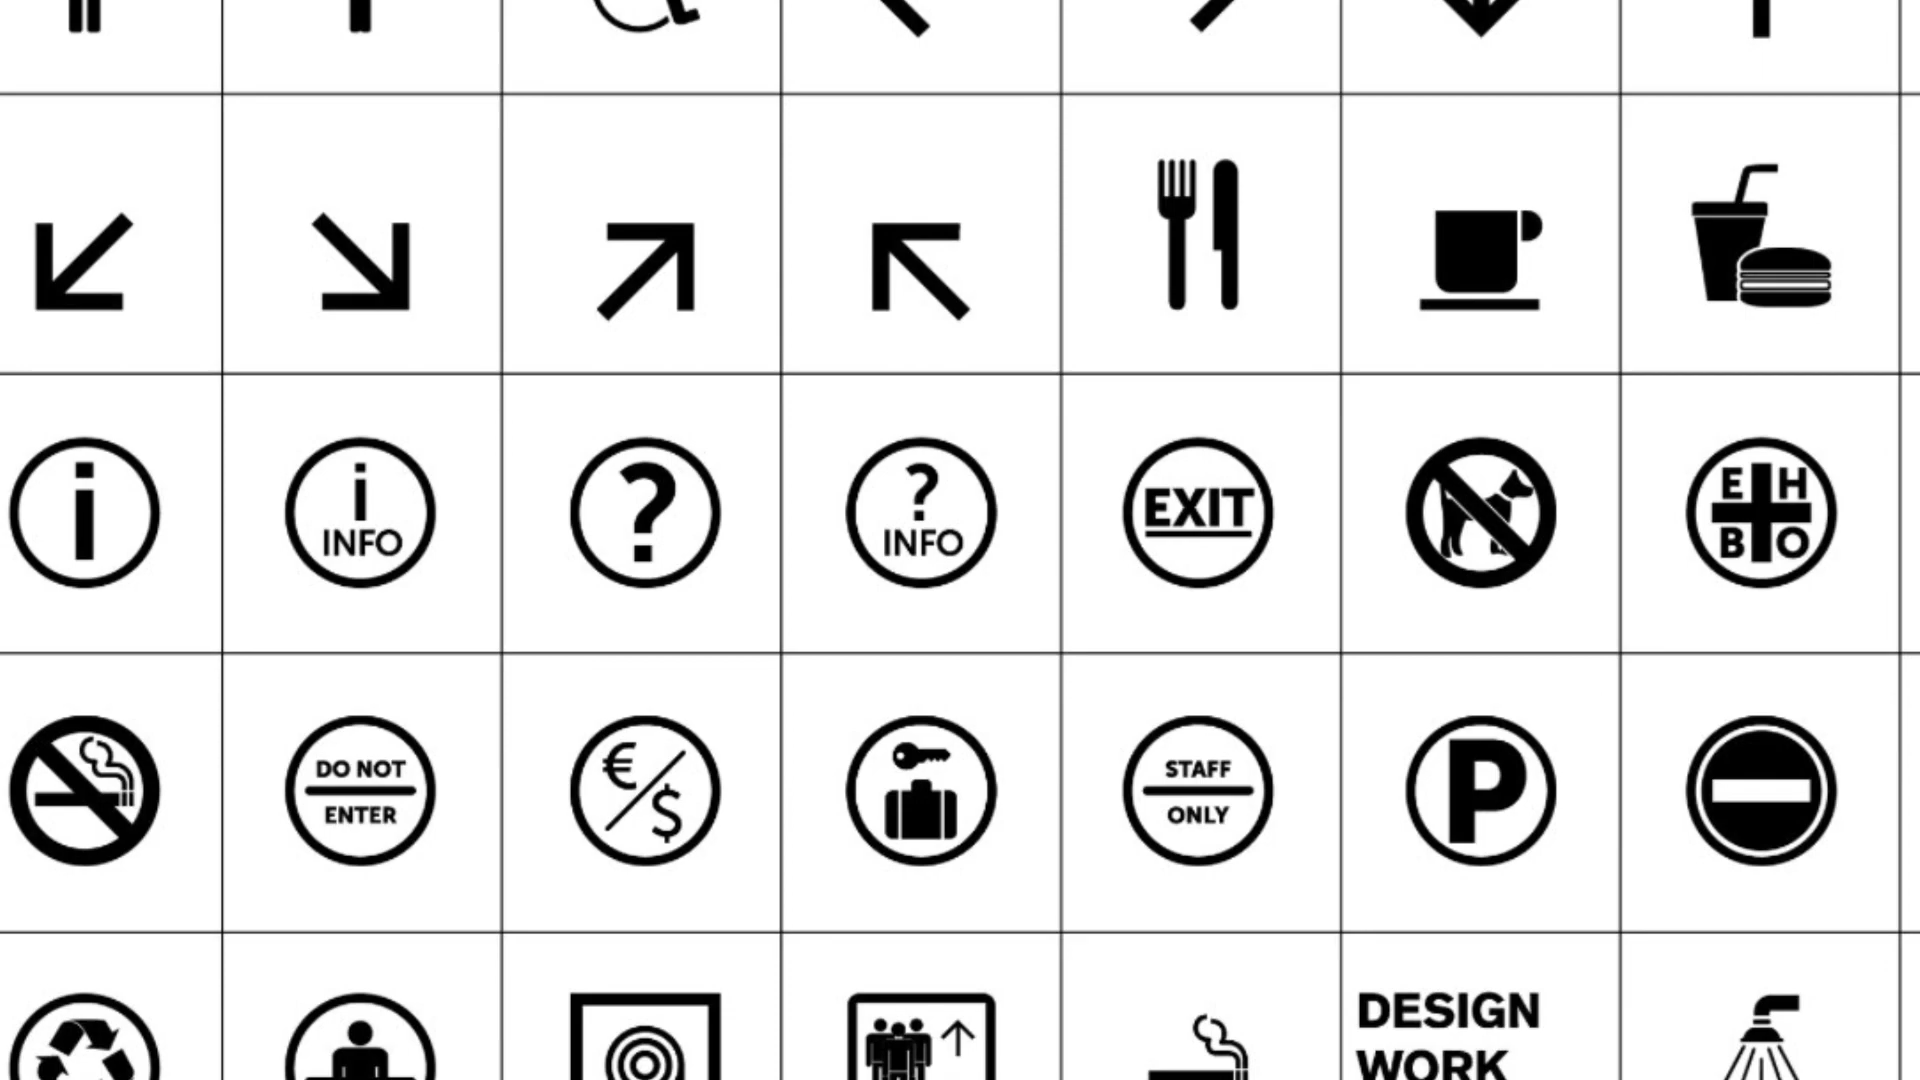 i
i
INFO
?
?
INFO
EXIT
E H
B O
DO NOT
ENTER
€/$
STAFF
ONLY
P
DESIGN
WORK